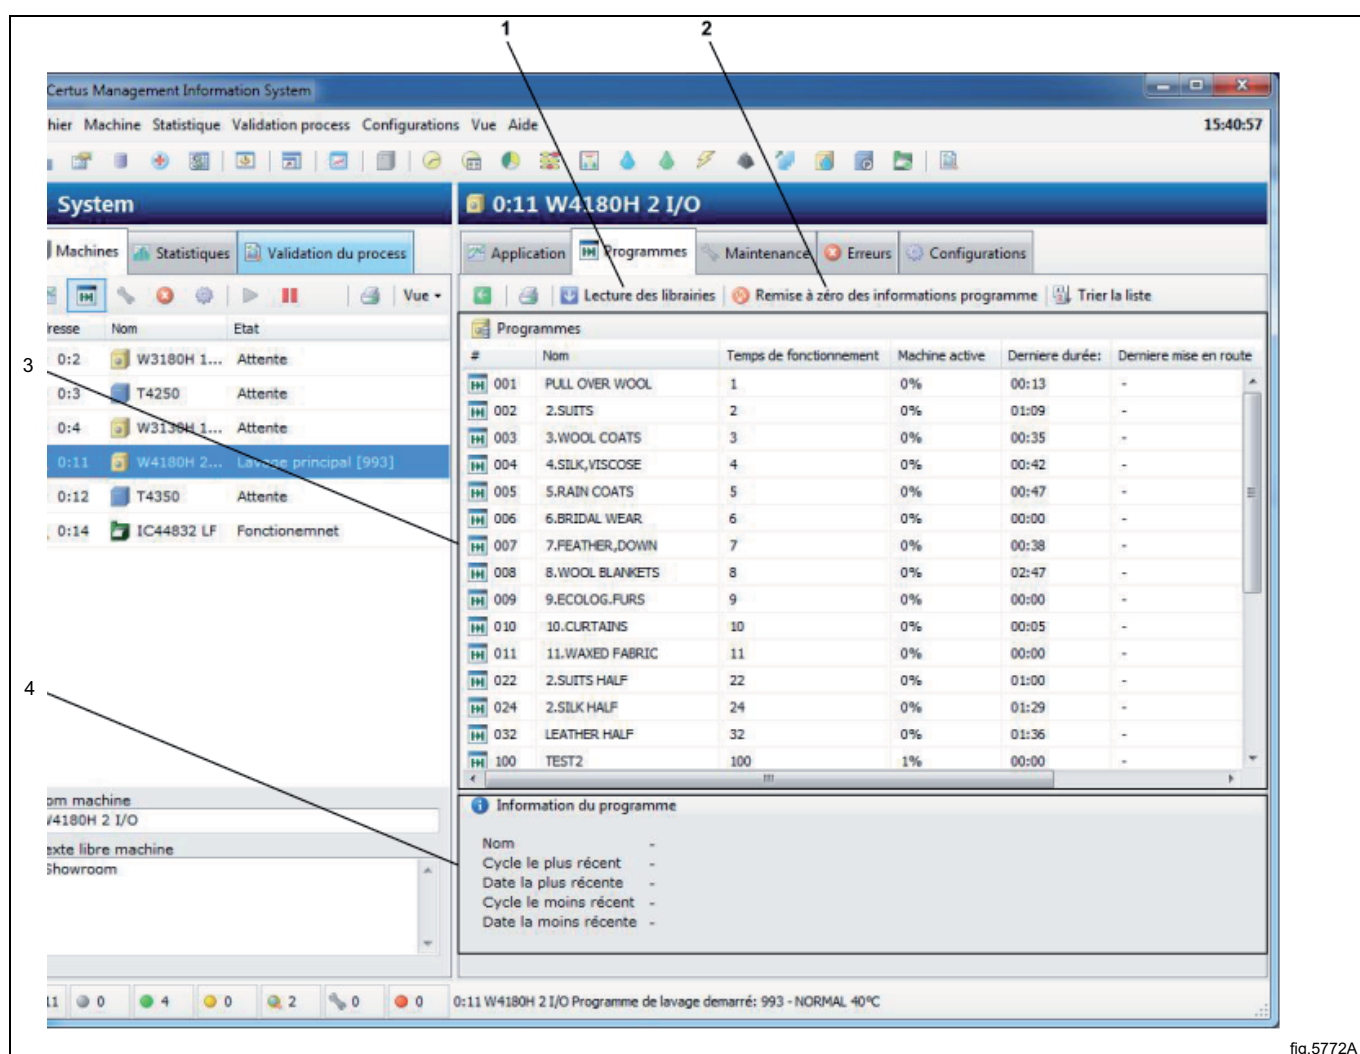 1 2
Certus Management Information System
hier Machine Statistique Validation process Configurations Vue Aide 15:40:57
System
0:11 W4180H 2 I/O
Machines Statistiques Validation du process
Application Programmes Maintenance Erreurs Configurations
Vue
Lecture des librairies Remise à zéro des informations programme Trier la liste
resse Nom Etat
0:2 W3180H 1... Attente
0:3 T4250 Attente
0:4 W3130H 1... Attente
0:11 W4180H 2... Lavage principal [993]
0:12 T4350 Attente
0:14 IC44832 LF Fonctionemnet
3
4
Programmes
# Nom Temps de fonctionnement Machine active Derniere durée: Derniere mise en route
001 PULL OVER WOOL 1 0% 00:13 -
002 2.SUITS 2 0% 01:09 -
003 3.WOOL COATS 3 0% 00:35 -
004 4.SILK,VISCOSE 4 0% 00:42 -
005 5.RAIN COATS 5 0% 00:47 -
006 6.BRIDAL WEAR 6 0% 00:00 -
007 7.FEATHER,DOWN 7 0% 00:38 -
008 8.WOOL BLANKETS 8 0% 02:47 -
009 9.ECOLOG.FURS 9 0% 00:00 -
010 10.CURTAINS 10 0% 00:05 -
011 11.WAXED FABRIC 11 0% 00:00 -
022 2.SUITS HALF 22 0% 01:00 -
024 2.SILK HALF 24 0% 01:29 -
032 LEATHER HALF 32 0% 01:36 -
100 TEST2 100 1% 00:00 -
om machine
W4180H 2 I/O
exte libre machine
Showroom
Information du programme
Nom -
Cycle le plus récent -
Date la plus récente -
Cycle le moins récent -
Date la moins récente -
11 0 4 0 2 0 0
0:11 W4180H 2 I/O Programme de lavage demarré: 993 - NORMAL 40°C
fig.5772A